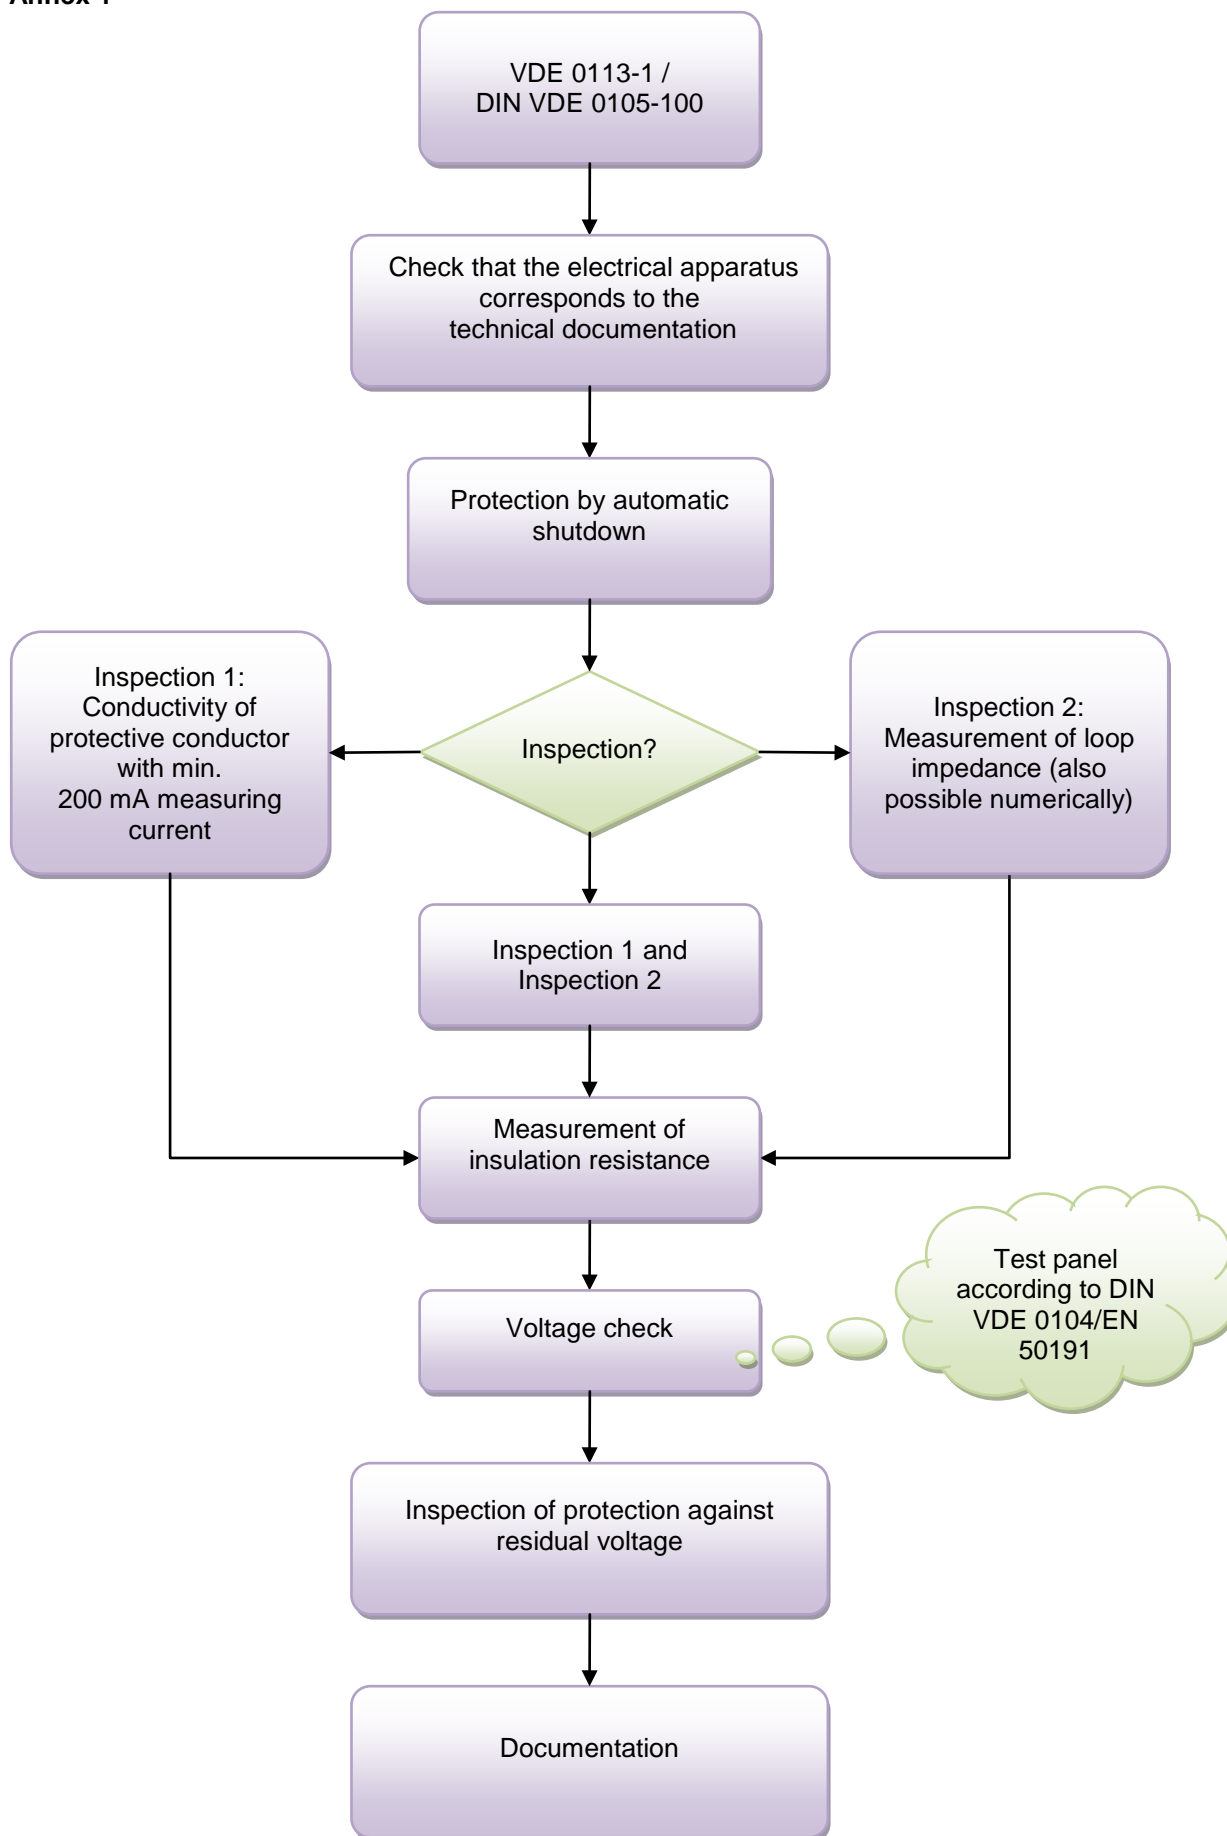 Annex 1
VDE 0113-1 /
DIN VDE 0105-100
Check that the electrical apparatus
corresponds to the
technical documentation
Protection by automatic
shutdown
Inspection 1:
Conductivity of
protective conductor
with min.
200 mA measuring
current
Inspection?
Inspection 2:
Measurement of loop
impedance (also
possible numerically)
Inspection 1 and
Inspection 2
Measurement of
insulation resistance
Test panel
according to DIN
VDE 0104/EN
50191
Voltage check
Inspection of protection against
residual voltage
Documentation